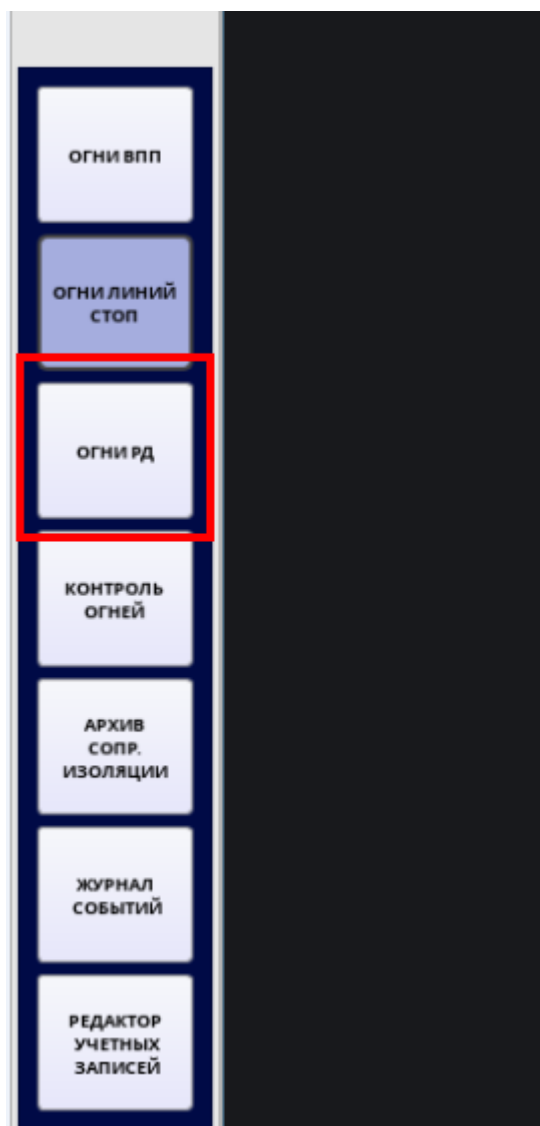 ОГНИ ВПП
ОГНИ ЛИНИЙ
СТОП
ОГНИ РД
КОНТРОЛЬ
ОГНЕЙ
АРХИВ
СОПР.
ИЗОЛЯЦИИ
ЖУРНАЛ
СОБЫТИЙ
РЕДАКТОР
УЧЕТНЫХ
ЗАПИСЕЙ